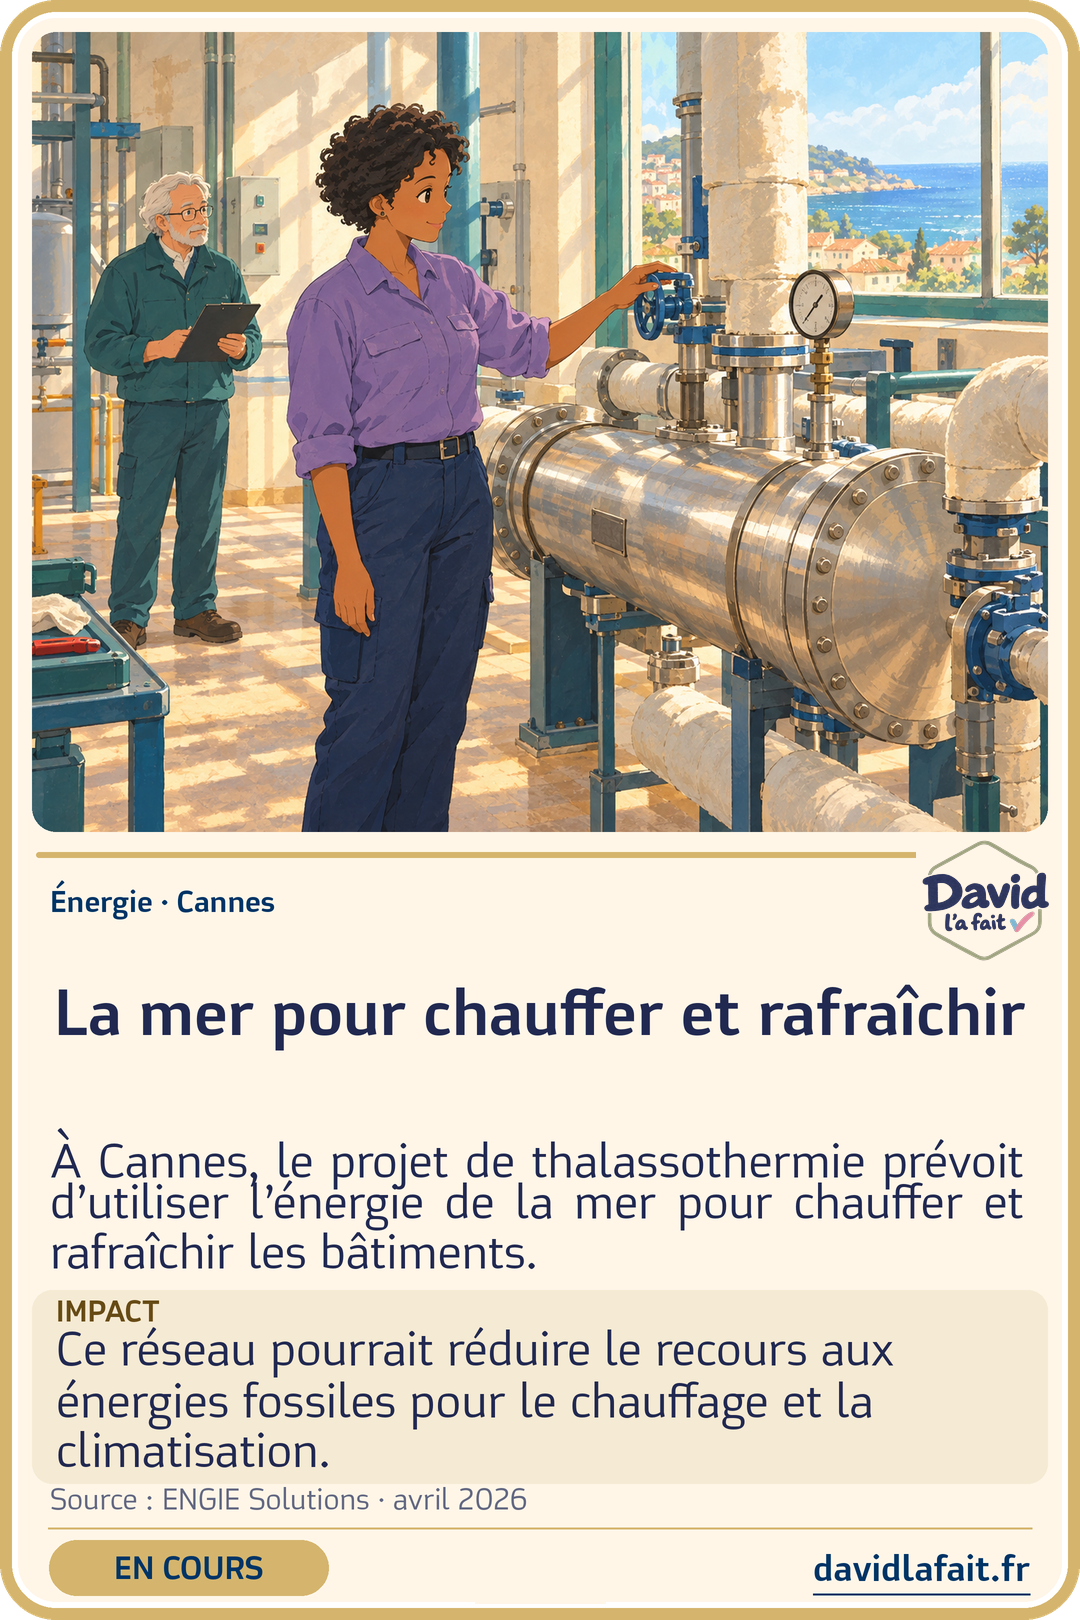 Énergie · Cannes
David
l'a fait
La mer pour chauffer et rafraîchir
À Cannes, le projet de thalassothermie prévoit
d'utiliser l'énergie de la mer pour chauffer et
rafraîchir les bâtiments.
IMPACT
Ce réseau pourrait réduire le recours aux
énergies fossiles pour le chauffage et la
climatisation.
Source : ENGIE Solutions · avril 2026
EN COURS
davidlafait.fr